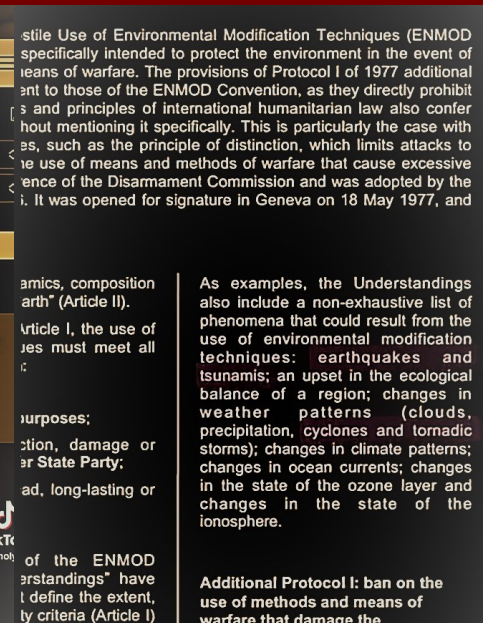 stile Use of Environmental Modification Techniques (ENMOD
specifically intended to protect the environment in the event of
means of warfare. The provisions of Protocol I of 1977 additional
ent to those of the ENMOD Convention, as they directly prohibit
s and principles of international humanitarian law also confer
hout mentioning it specifically. This is particularly the case with
es, such as the principle of distinction, which limits attacks to
he use of means and methods of warfare that cause excessive
rence of the Disarmament Commission and was adopted by the
. It was opened for signature in Geneva on 18 May 1977, and
amics, composition
arth” (Article II).
Article I, the use of
ues must meet all
:
purposes;
ction, damage or
er State Party;
ad, long-lasting or
of the ENMOD
erstandings” have
t define the extent,
ty criteria (Article I)
As examples, the Understandings
also include a non-exhaustive list of
phenomena that could result from the
use of environmental modification
techniques: earthquakes and
tsunamis; an upset in the ecological
balance of a region; changes in
weather patterns (clouds,
precipitation, cyclones and tornadic
storms); changes in climate patterns;
changes in ocean currents; changes
in the state of the ozone layer and
changes in the state of the
ionosphere.
Additional Protocol I: ban on the
use of methods and means of
warfare that damage the